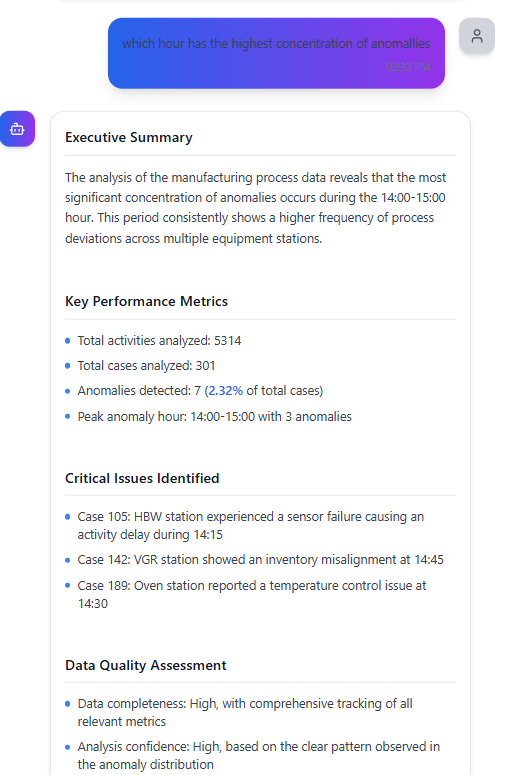 which hour has the highest concentration of anomallies
02:22 PM
Executive Summary
The analysis of the manufacturing process data reveals that the most
significant concentration of anomalies occurs during the 14:00-15:00
hour. This period consistently shows a higher frequency of process
deviations across multiple equipment stations.
Key Performance Metrics
Total activities analyzed: 5314
Total cases analyzed: 301
Anomalies detected: 7 (2.32% of total cases)
Peak anomaly hour: 14:00-15:00 with 3 anomalies
Critical Issues Identified
Case 105: HBW station experienced a sensor failure causing an
activity delay during 14:15
Case 142: VGR station showed an inventory misalignment at 14:45
Case 189: Oven station reported a temperature control issue at
14:30
Data Quality Assessment
Data completeness: High, with comprehensive tracking of all
relevant metrics
Analysis confidence: High, based on the clear pattern observed in
the anomaly distribution